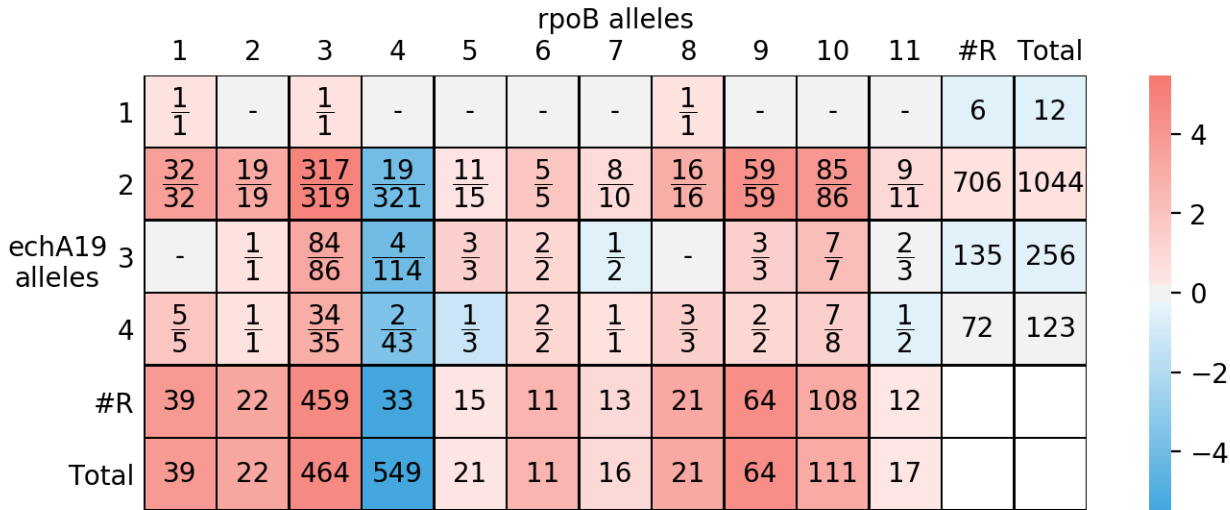 rpoB alleles
1 2 3 4 5 6 7 8 9 10 11 #R Total
1 1/1 - 1/1 - - - - 1/1 - - - 6 12
2 32/32 19/19 317/319 19/321 11/15 5/5 8/10 16/16 59/59 85/86 9/11 706 1044
echA19 alleles
3 - 1/1 84/86 4/114 3/3 2/2 1/2 - 3/3 7/7 2/3 135 256
4 5/5 1/1 34/35 2/43 1/3 2/2 1/1 3/3 2/2 7/8 1/2 72 123
#R 39 22 459 33 15 11 13 21 64 108 12
Total 39 22 464 549 21 11 16 21 64 111 17
4
2
0
−2
−4